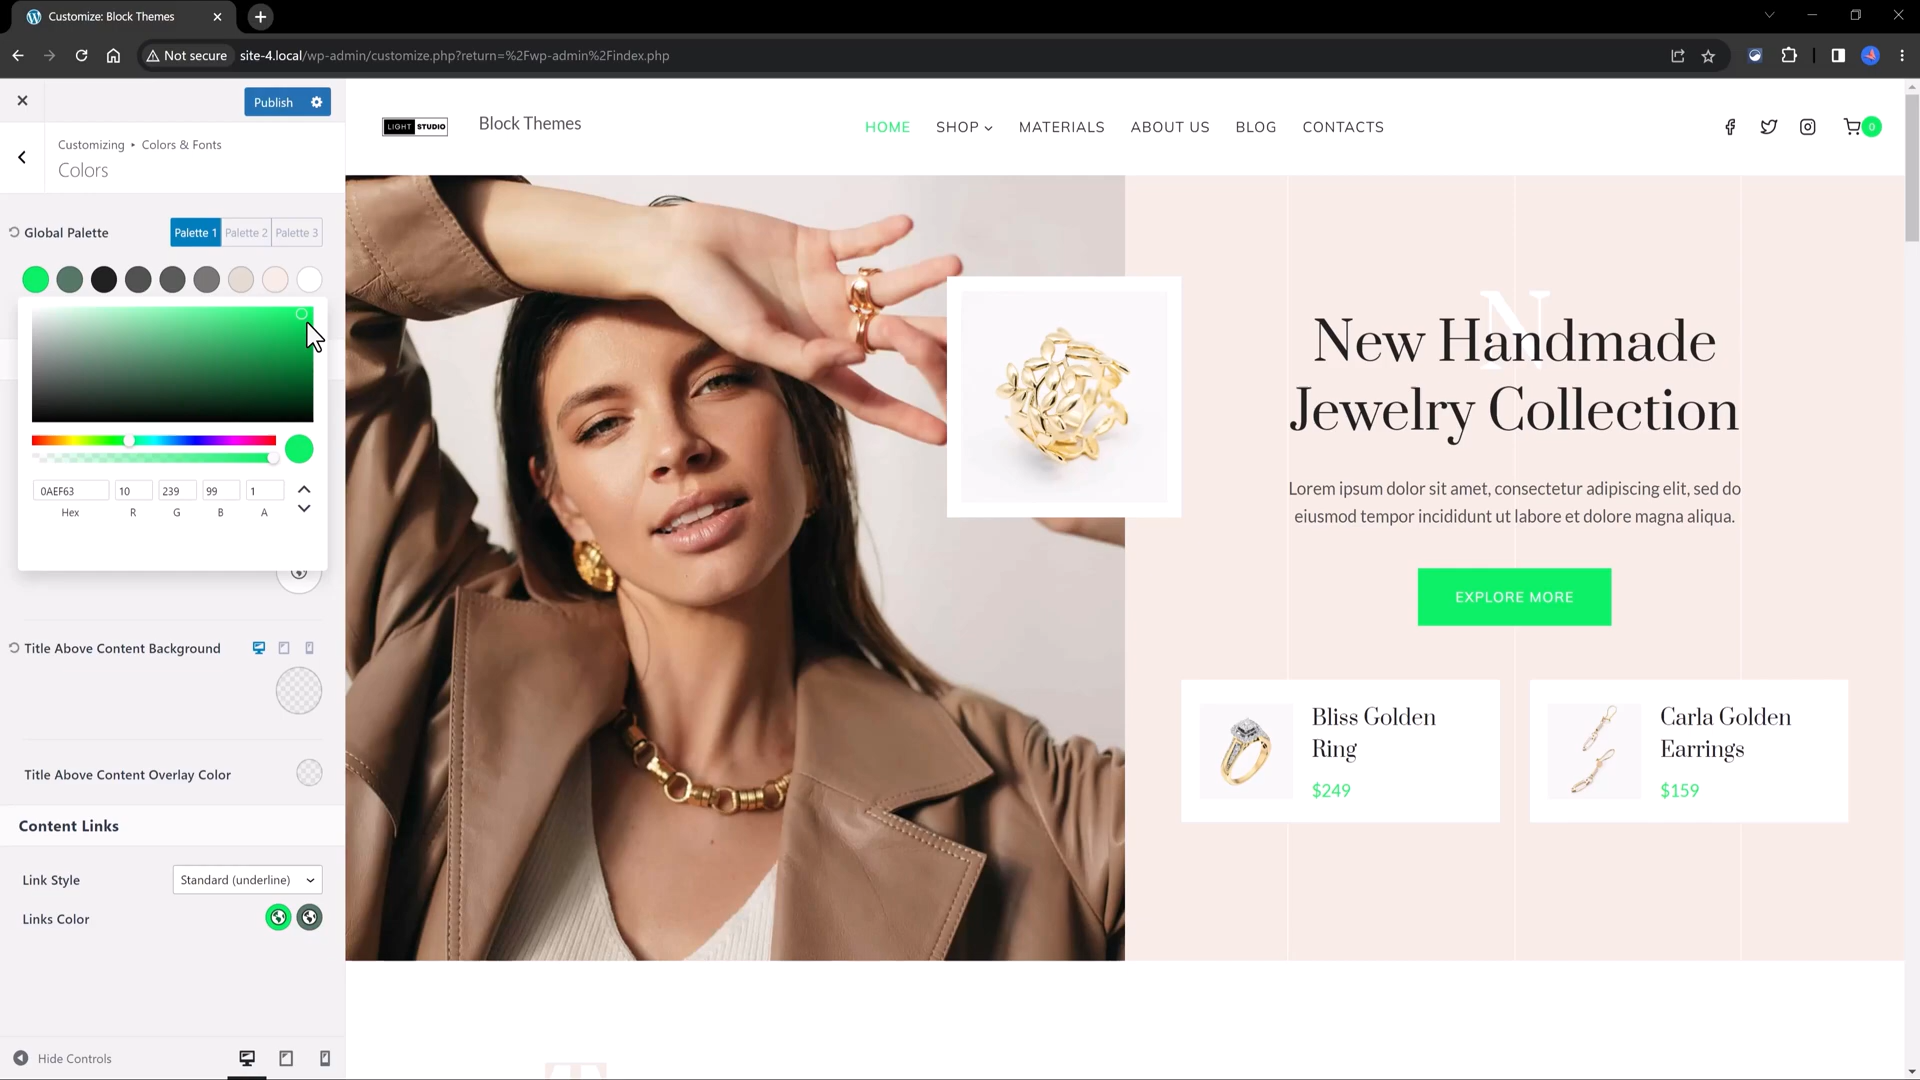 Customize: Block Themes
Not secure
site-4.local/wp-admin/customize.php?return=%2Fwp-admin%2Findex.php
Publish
Customizing ▸ Colors & Fonts
Colors
Global Palette
Palette 1
Palette 2
Palette 3
0AEF63
10
239
99
1
Hex
R
G
B
A
Title Above Content Background
Title Above Content Overlay Color
Content Links
Link Style
Standard (underline)
Links Color
Hide Controls
LIGHT STUDIO
Block Themes
HOME
SHOP
MATERIALS
ABOUT US
BLOG
CONTACTS
0
N
New Handmade
Jewelry Collection
Lorem ipsum dolor sit amet, consectetur adipiscing elit, sed do
eiusmod tempor incididunt ut labore et dolore magna aliqua.
EXPLORE MORE
Bliss Golden
Ring
$249
Carla Golden
Earrings
$159
T